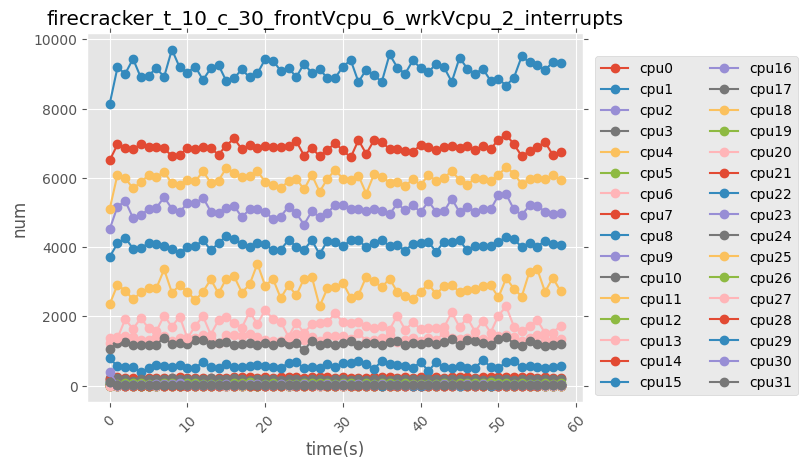 firecracker_t_10_c_30_frontVcpu_6_wrkVcpu_2_interrupts
num
10000
8000
6000
4000
2000
0
0
10
20
30
40
50
60
time(s)
cpu0
cpu1
cpu2
cpu3
cpu4
cpu5
cpu6
cpu7
cpu8
cpu9
cpu10
cpu11
cpu12
cpu13
cpu14
cpu15
cpu16
cpu17
cpu18
cpu19
cpu20
cpu21
cpu22
cpu23
cpu24
cpu25
cpu26
cpu27
cpu28
cpu29
cpu30
cpu31